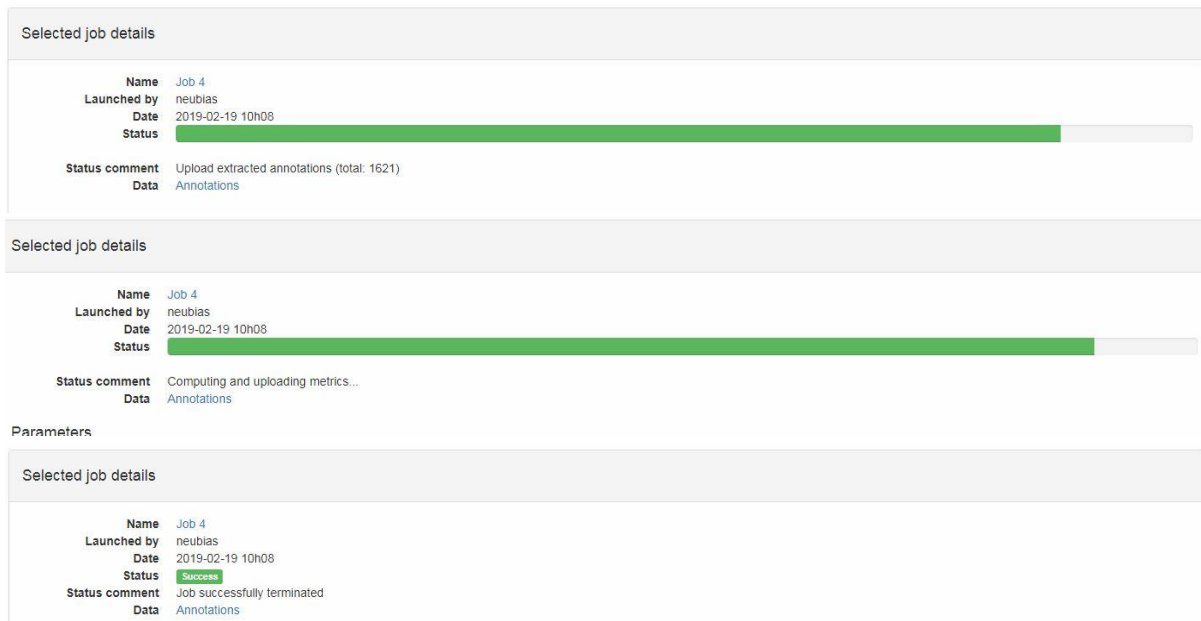 Selected job details
Name Job 4
Launched by neubias
Date 2019-02-19 10h08
Status
Status comment Upload extracted annotations (total: 1621)
Data Annotations
Selected job details
Name Job 4
Launched by neubias
Date 2019-02-19 10h08
Status
Status comment Computing and uploading metrics...
Data Annotations
Parameters
Selected job details
Name Job 4
Launched by neubias
Date 2019-02-19 10h08
Status Success
Status comment Job successfully terminated
Data Annotations